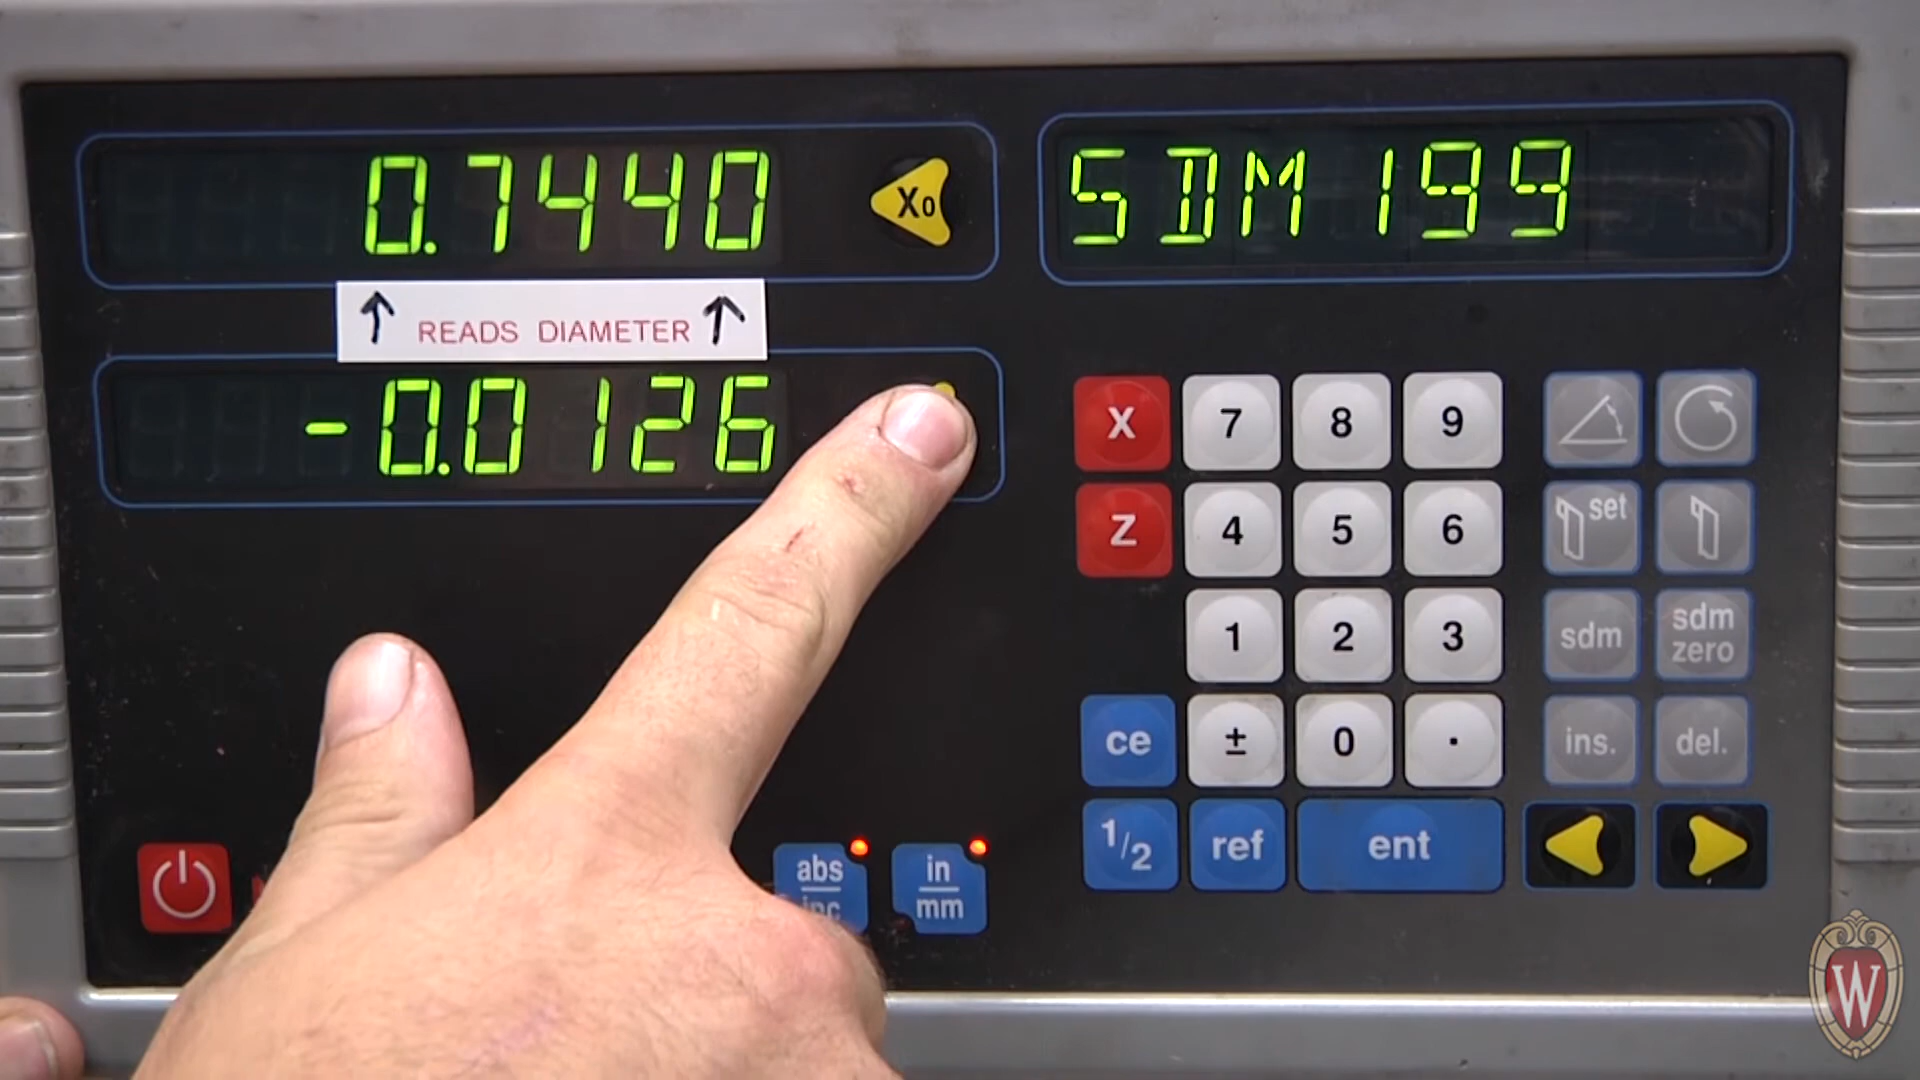 0.7440
X0
SDM 199
↑ READS DIAMETER ↑
-0.0126
X 7 8 9
Z 4 5 6
set
1 2 3
sdm
sdm zero
ce ± 0 .
ins.
del.
1/2 ref ent
abs
in
mm
W